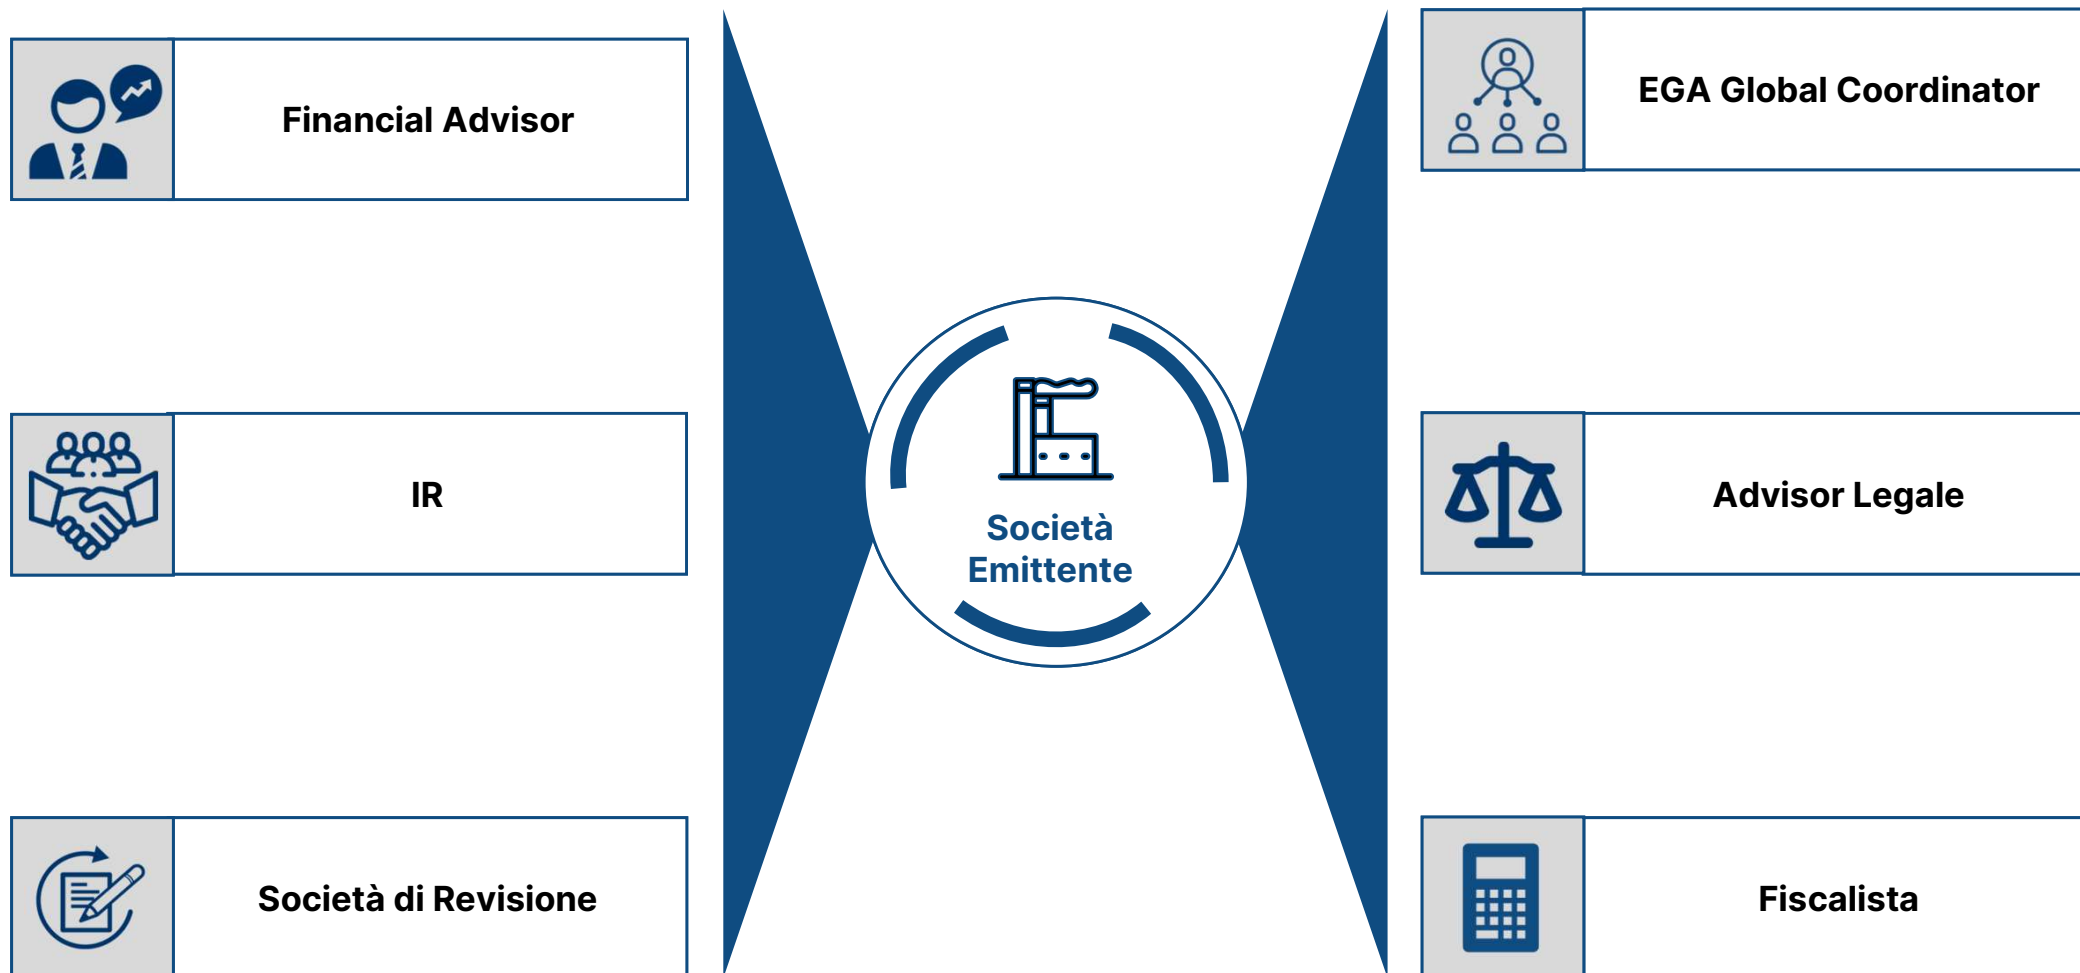 Financial Advisor
IR
Società di Revisione
Società
Emittente
EGA Global Coordinator
Advisor Legale
Fiscalista